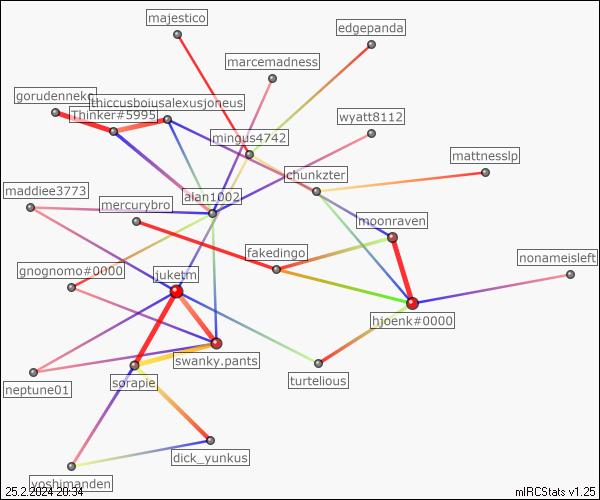 majestico
edgepanda
marcemadness
gorudenneko
thiccusboiusalexusjoneus
Thinker#5995
wyatt8112
mingus4742
mattnesslp
chunkzter
maddiee3773
mercurybro
alan1002
moonraven
fakedingo
nonameisleft
gnognomo#0000
juketm
hjoenk#0000
swanky.pants
sorapie
turtelious
neptune01
dick_yunkus
yoshimanden
25.2.2024 20:34
mIRCStats v1.25